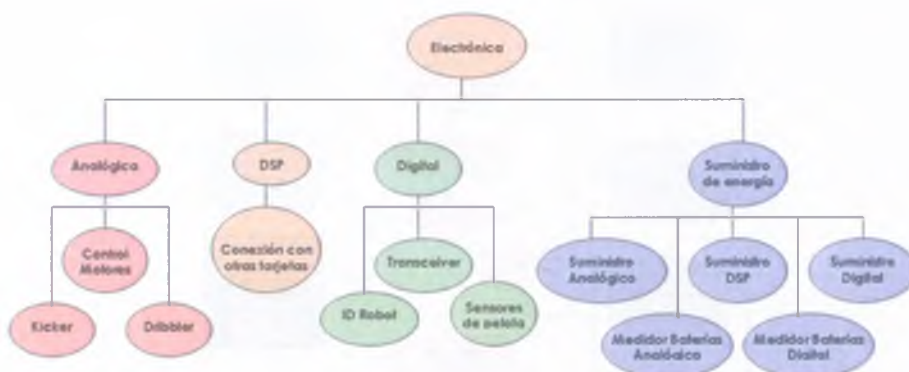 Electrónica
Analógica
DSP
Digital
Suministro
de energía
Control
Motores
Conexión con
otras tarjetas
Transceiver
Suministro
Analógico
Suministro
DSP
Suministro
Digital
Kicker
Dribbler
ID Robot
Sensores
de pelota
Medidor Baterías
Analógico
Medidor Baterías
Digital